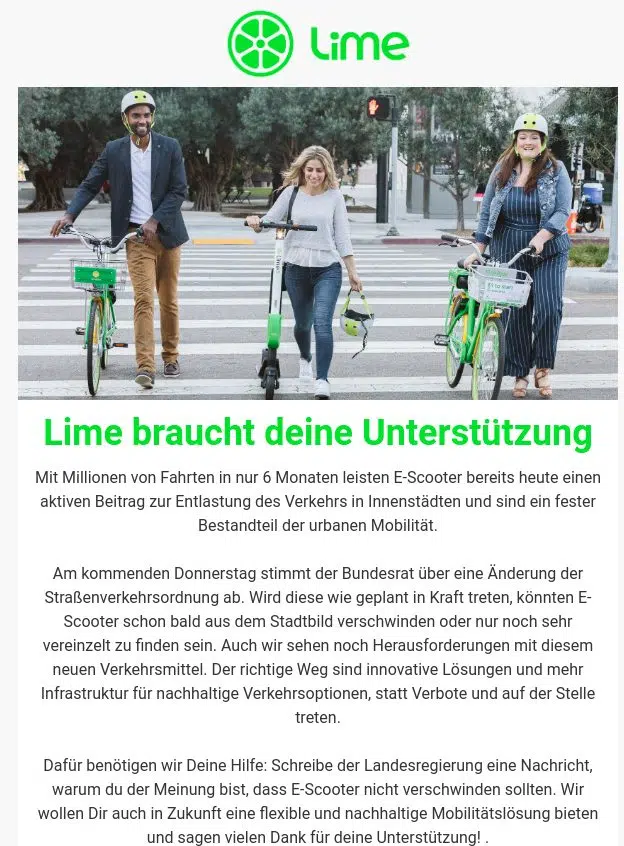 Lime
Lime braucht deine Unterstützung
Mit Millionen von Fahrten in nur 6 Monaten leisten E-Scooter bereits heute einen
aktiven Beitrag zur Entlastung des Verkehrs in Innenstädten und sind ein fester
Bestandteil der urbanen Mobilität.
Am kommenden Donnerstag stimmt der Bundesrat über eine Änderung der
Straßenverkehrsordnung ab. Wird diese wie geplant in Kraft treten, könnten E-
Scooter schon bald aus dem Stadtbild verschwinden oder nur noch sehr
vereinzelt zu finden sein. Auch wir sehen noch Herausforderungen mit diesem
neuen Verkehrsmittel. Der richtige Weg sind innovative Lösungen und mehr
Infrastruktur für nachhaltige Verkehrsoptionen, statt Verbote und auf der Stelle
treten.
Dafür benötigen wir Deine Hilfe: Schreibe der Landesregierung eine Nachricht,
warum du der Meinung bist, dass E-Scooter nicht verschwinden sollten. Wir
wollen Dir auch in Zukunft eine flexible und nachhaltige Mobilitätslösung bieten
und sagen vielen Dank für deine Unterstützung! .